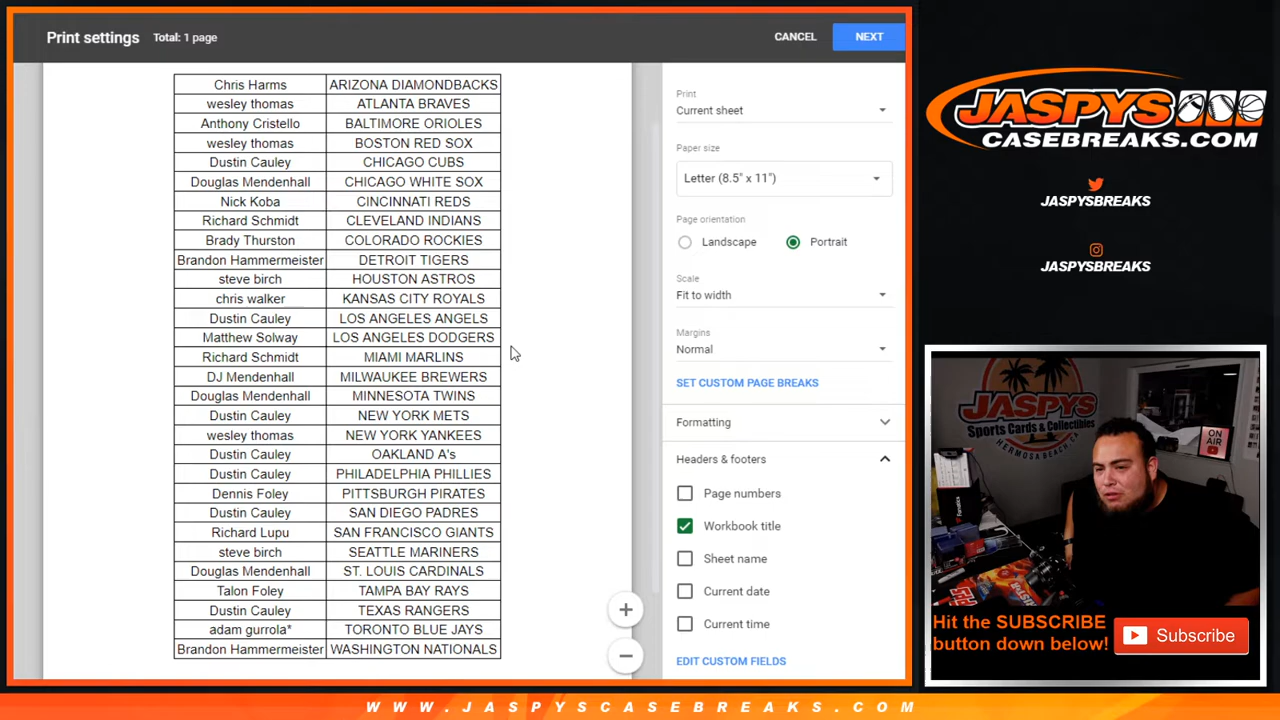 Print settings Total: 1 page CANCEL NEXT
Chris Harms ARIZONA DIAMONDBACKS
wesley thomas ATLANTA BRAVES
Anthony Cristello BALTIMORE ORIOLES
wesley thomas BOSTON RED SOX
Dustin Cauley CHICAGO CUBS
Douglas Mendenhall CHICAGO WHITE SOX
Nick Koba CINCINNATI REDS
Richard Schmidt CLEVELAND INDIANS
Brady Thurston COLORADO ROCKIES
Brandon Hammermeister DETROIT TIGERS
steve birch HOUSTON ASTROS
chris walker KANSAS CITY ROYALS
Dustin Cauley LOS ANGELES ANGELS
Matthew Solway LOS ANGELES DODGERS
Richard Schmidt MIAMI MARLINS
DJ Mendenhall MILWAUKEE BREWERS
Douglas Mendenhall MINNESOTA TWINS
Dustin Cauley NEW YORK METS
wesley thomas NEW YORK YANKEES
Dustin Cauley OAKLAND A's
Dustin Cauley PHILADELPHIA PHILLIES
Dennis Foley PITTSBURGH PIRATES
Dustin Cauley SAN DIEGO PADRES
Richard Lupu SAN FRANCISCO GIANTS
steve birch SEATTLE MARINERS
Douglas Mendenhall ST. LOUIS CARDINALS
Talon Foley TAMPA BAY RAYS
Dustin Cauley TEXAS RANGERS
adam gurrola* TORONTO BLUE JAYS
Brandon Hammermeister WASHINGTON NATIONALS
Print
Current sheet
Paper size
Letter (8.5" x 11")
Page orientation
Landscape Portrait
Scale
Fit to width
Margins
Normal
SET CUSTOM PAGE BREAKS
Formatting
Headers & footers
Page numbers
Workbook title
Sheet name
Current date
Current time
EDIT CUSTOM FIELDS
JASPYS
CASEBREAKS.COM
JASPYSBREAKS
JASPYSBREAKS
JASPYS
Sports Cards & Collectibles
HERMOSA BEACH, CA
ON
AIR
Fanatics
Hit the SUBSCRIBE
button down below!
Subscribe
WWW.JASPYSCASEBREAKS.COM